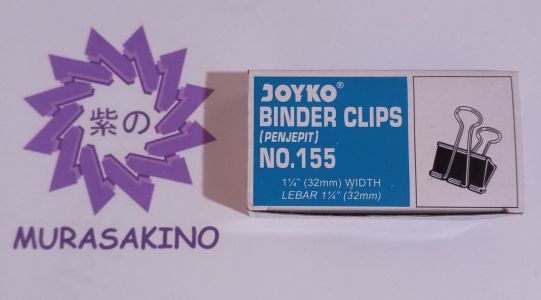 紫の
MURASAKINO
JOYKO®
BINDER CLIPS
(PENJEPIT)
NO.155
1¼" (32mm) WIDTH
LEBAR 1¼" (32mm)